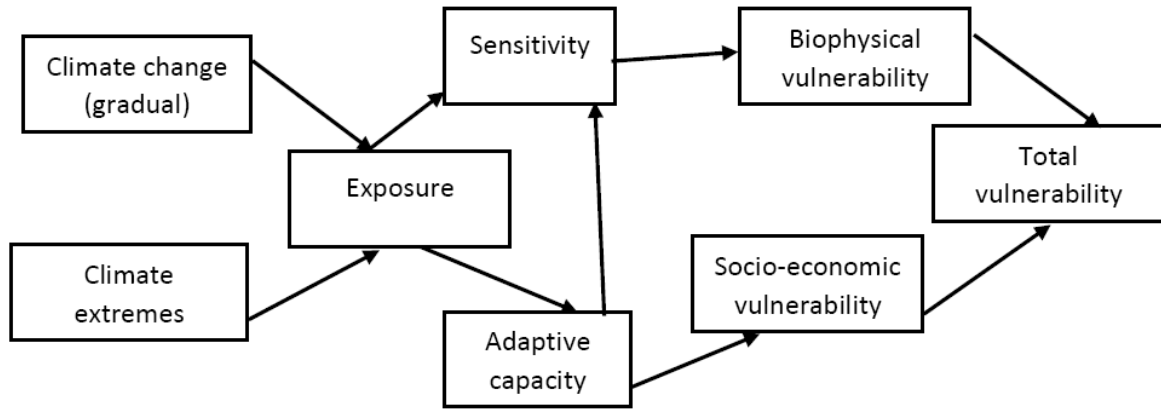 Climate change
(gradual)
Sensitivity
Biophysical
vulnerability
Exposure
Total
vulnerability
Climate
extremes
Socio-economic
vulnerability
Adaptive
capacity